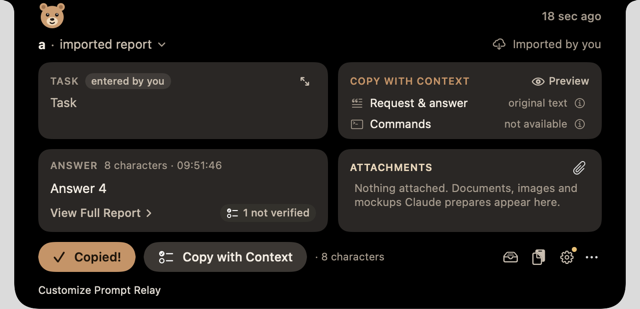 18 sec ago
a · imported report
Imported by you
TASK entered by you
Task
COPY WITH CONTEXT Preview
Request & answer original text
Commands not available
ANSWER 8 characters · 09:51:46
Answer 4
View Full Report 1 not verified
ATTACHMENTS
Nothing attached. Documents, images and
mockups Claude prepares appear here.
Copied! Copy with Context · 8 characters
Customize Prompt Relay